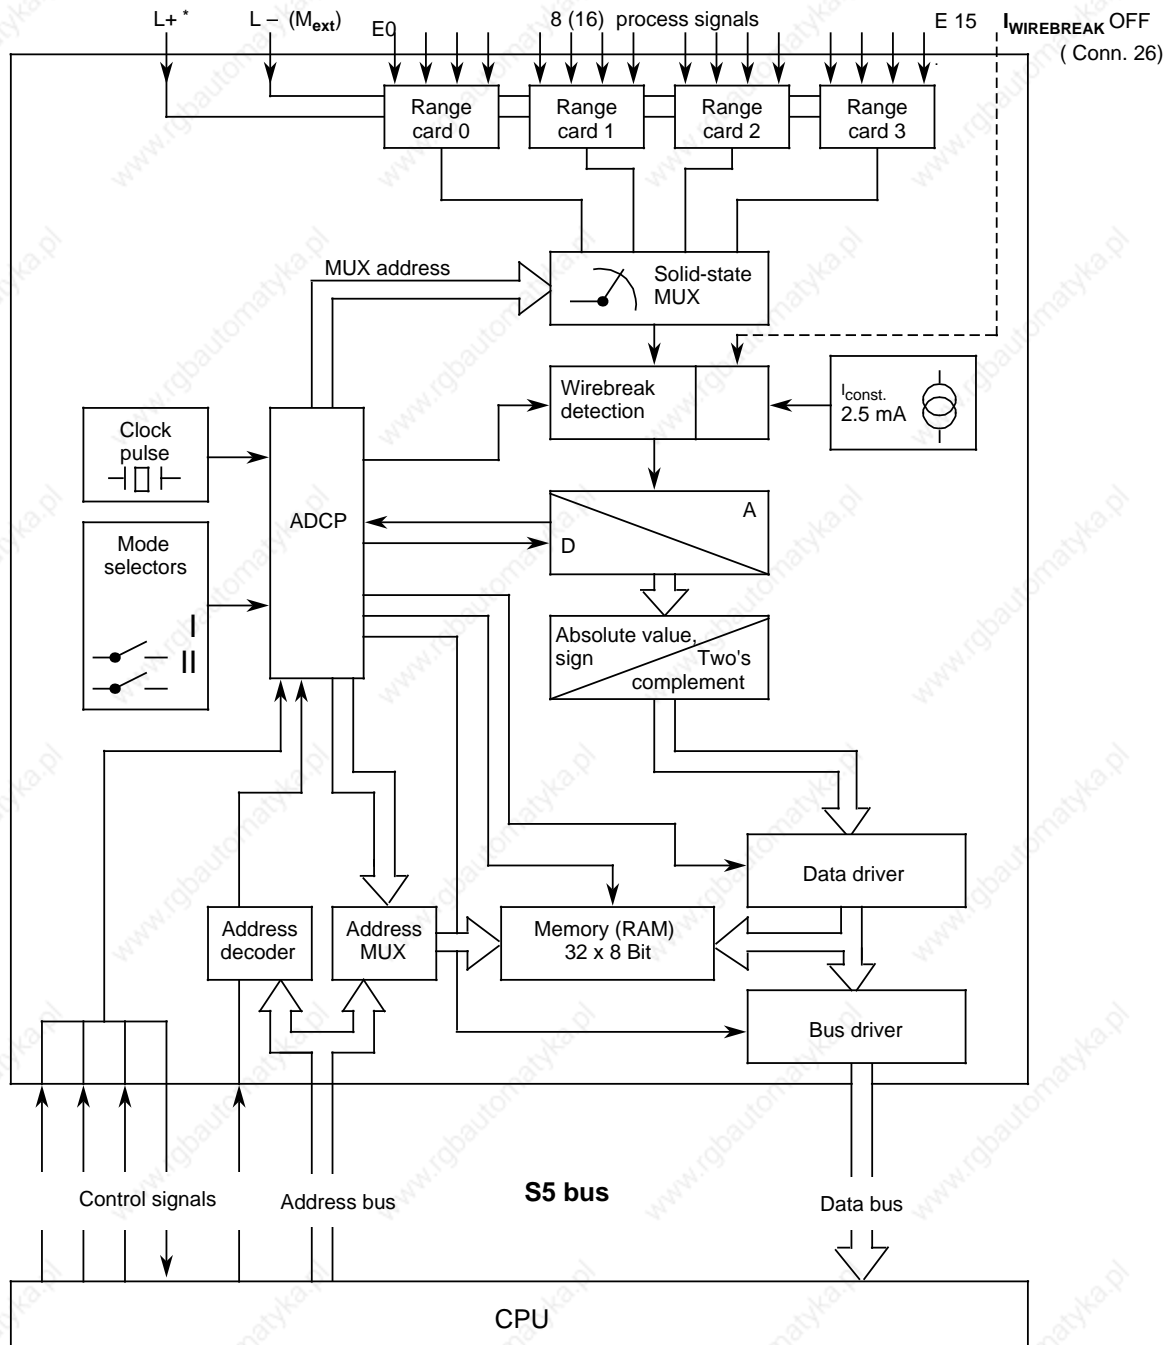 L+ *
L – (Mext)
E0
8 (16) process signals
E 15
IWIREBREAK OFF
( Conn. 26)
Range
card 0
Range
card 1
Range
card 2
Range
card 3
MUX address
Solid-state
MUX
Wirebreak
detection
Iconst.
2.5 mA
Clock
pulse
ADCP
A
D
Mode
selectors
I
II
Absolute value,
sign
Two's
complement
Data driver
Address
decoder
Address
MUX
Memory (RAM)
32 x 8 Bit
Bus driver
Control signals
Address bus
S5 bus
Data bus
CPU
www.rgbautomatyka.pl